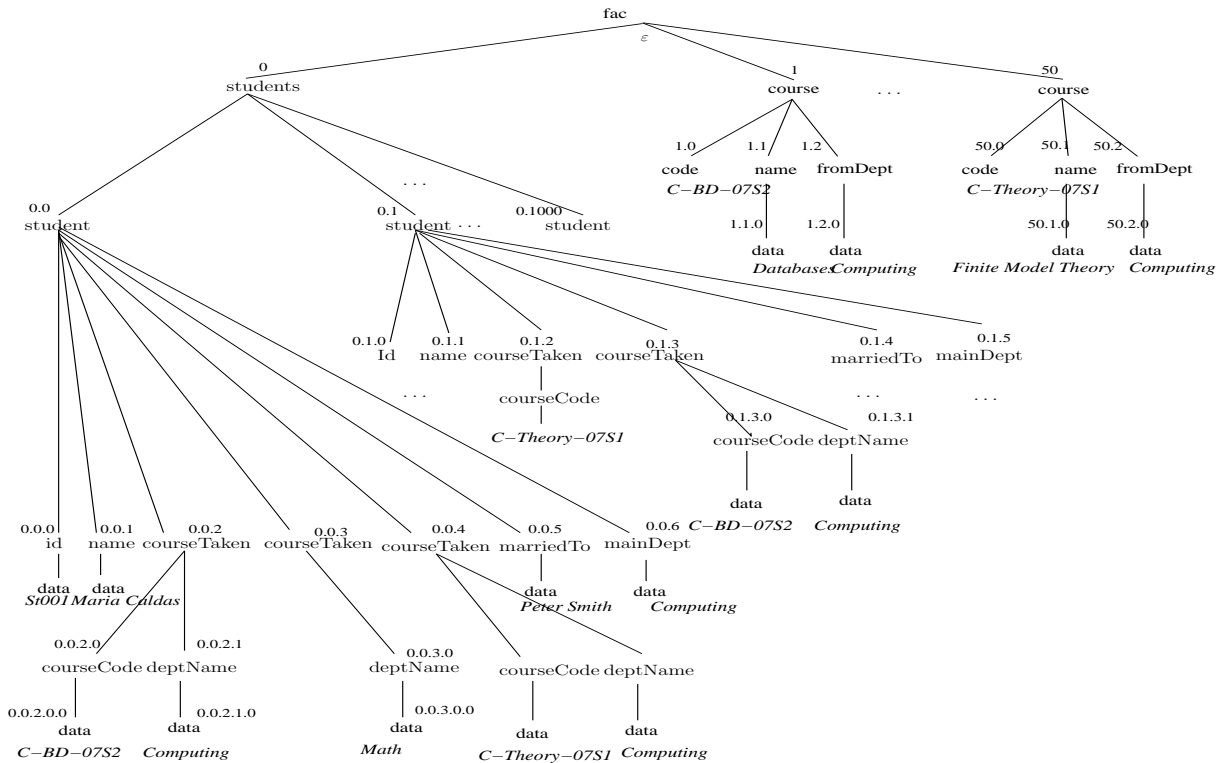 fac
ε
0 1 50
students course . . . course
1.0 1.1 1.2 50.0 50.1 50.2
code name fromDept code name fromDept
. . .
C−BD−07S2 C−Theory−07S1
0.0 0.1 0.1000
student student . . . student
1.1.0 1.2.0 50.1.0 50.2.0
data data data data
Databases Computing Finite Model Theory Computing
0.1.0 0.1.1 0.1.2 0.1.3 0.1.4 0.1.5
Id name courseTaken courseTaken marriedTo mainDept
. . . courseCode . . . . . .
0.1.3.0 0.1.3.1
C−Theory−07S1 courseCode deptName
data data
C−BD−07S2 Computing
0.0.0 0.0.1 0.0.2 0.0.3 0.0.4 0.0.5 0.0.6
id name courseTaken courseTaken courseTaken marriedTo mainDept
data data data data
St001 Maria Caldas Peter Smith Computing
0.0.2.0 0.0.2.1 0.0.3.0
courseCode deptName deptName courseCode deptName
0.0.2.0.0 0.0.2.1.0 0.0.3.0.0
data data data data data
C−BD−07S2 Computing Math C−Theory−07S1 Computing